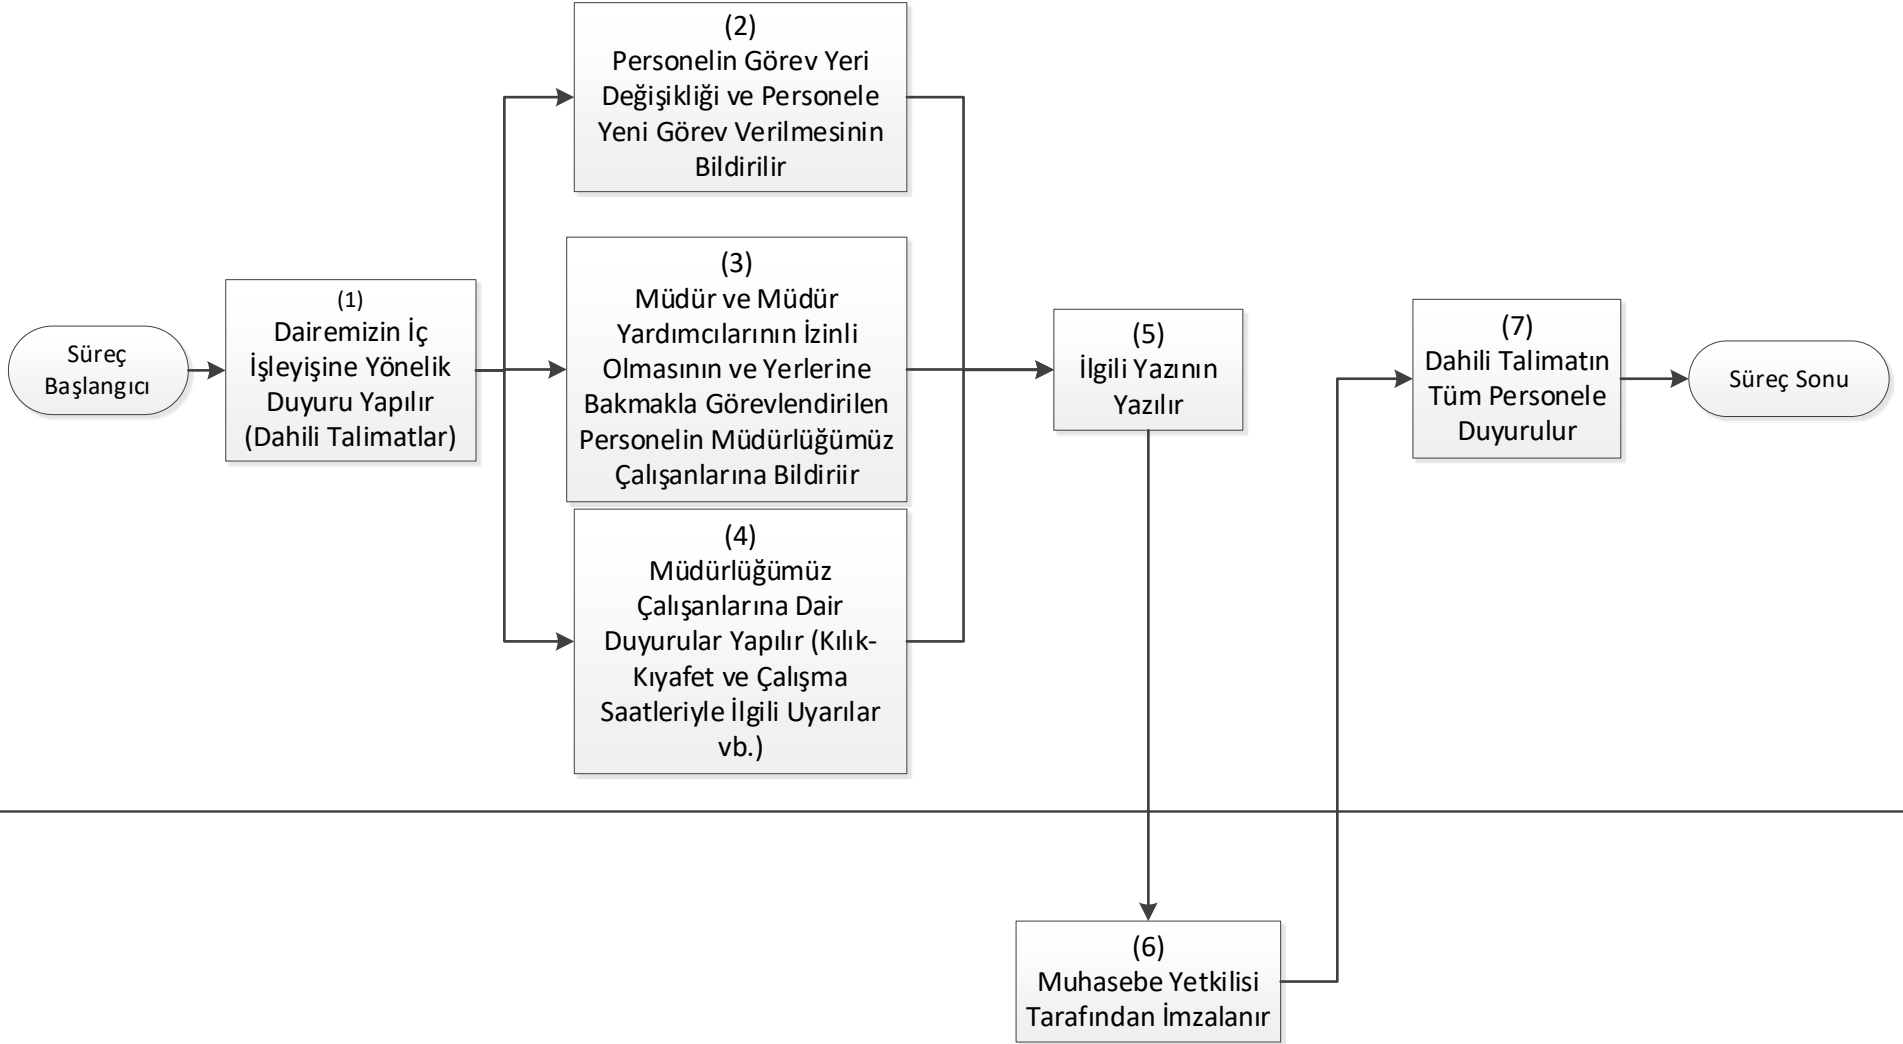 Süreç
Başlangıcı
(1)
Dairemizin İç
İşleyişine Yönelik
Duyuru Yapılır
(Dahili Talimatlar)
(2)
Personelin Görev Yeri
Değişikliği ve Personele
Yeni Görev Verilmesinin
Bildirilir
(3)
Müdür ve Müdür
Yardımcılarının İzinli
Olmasının ve Yerlerine
Bakmakla Görevlendirilen
Personelin Müdürlüğümüz
Çalışanlarına Bildiriir
(4)
Müdürlüğümüz
Çalışanlarına Dair
Duyurular Yapılır (Kılık-
Kıyafet ve Çalışma
Saatleriyle İlgili Uyarılar
vb.)
(5)
İlgili Yazının
Yazılır
(6)
Muhasebe Yetkilisi
Tarafından İmzalanır
(7)
Dahili Talimatın
Tüm Personele
Duyurulur
Süreç Sonu